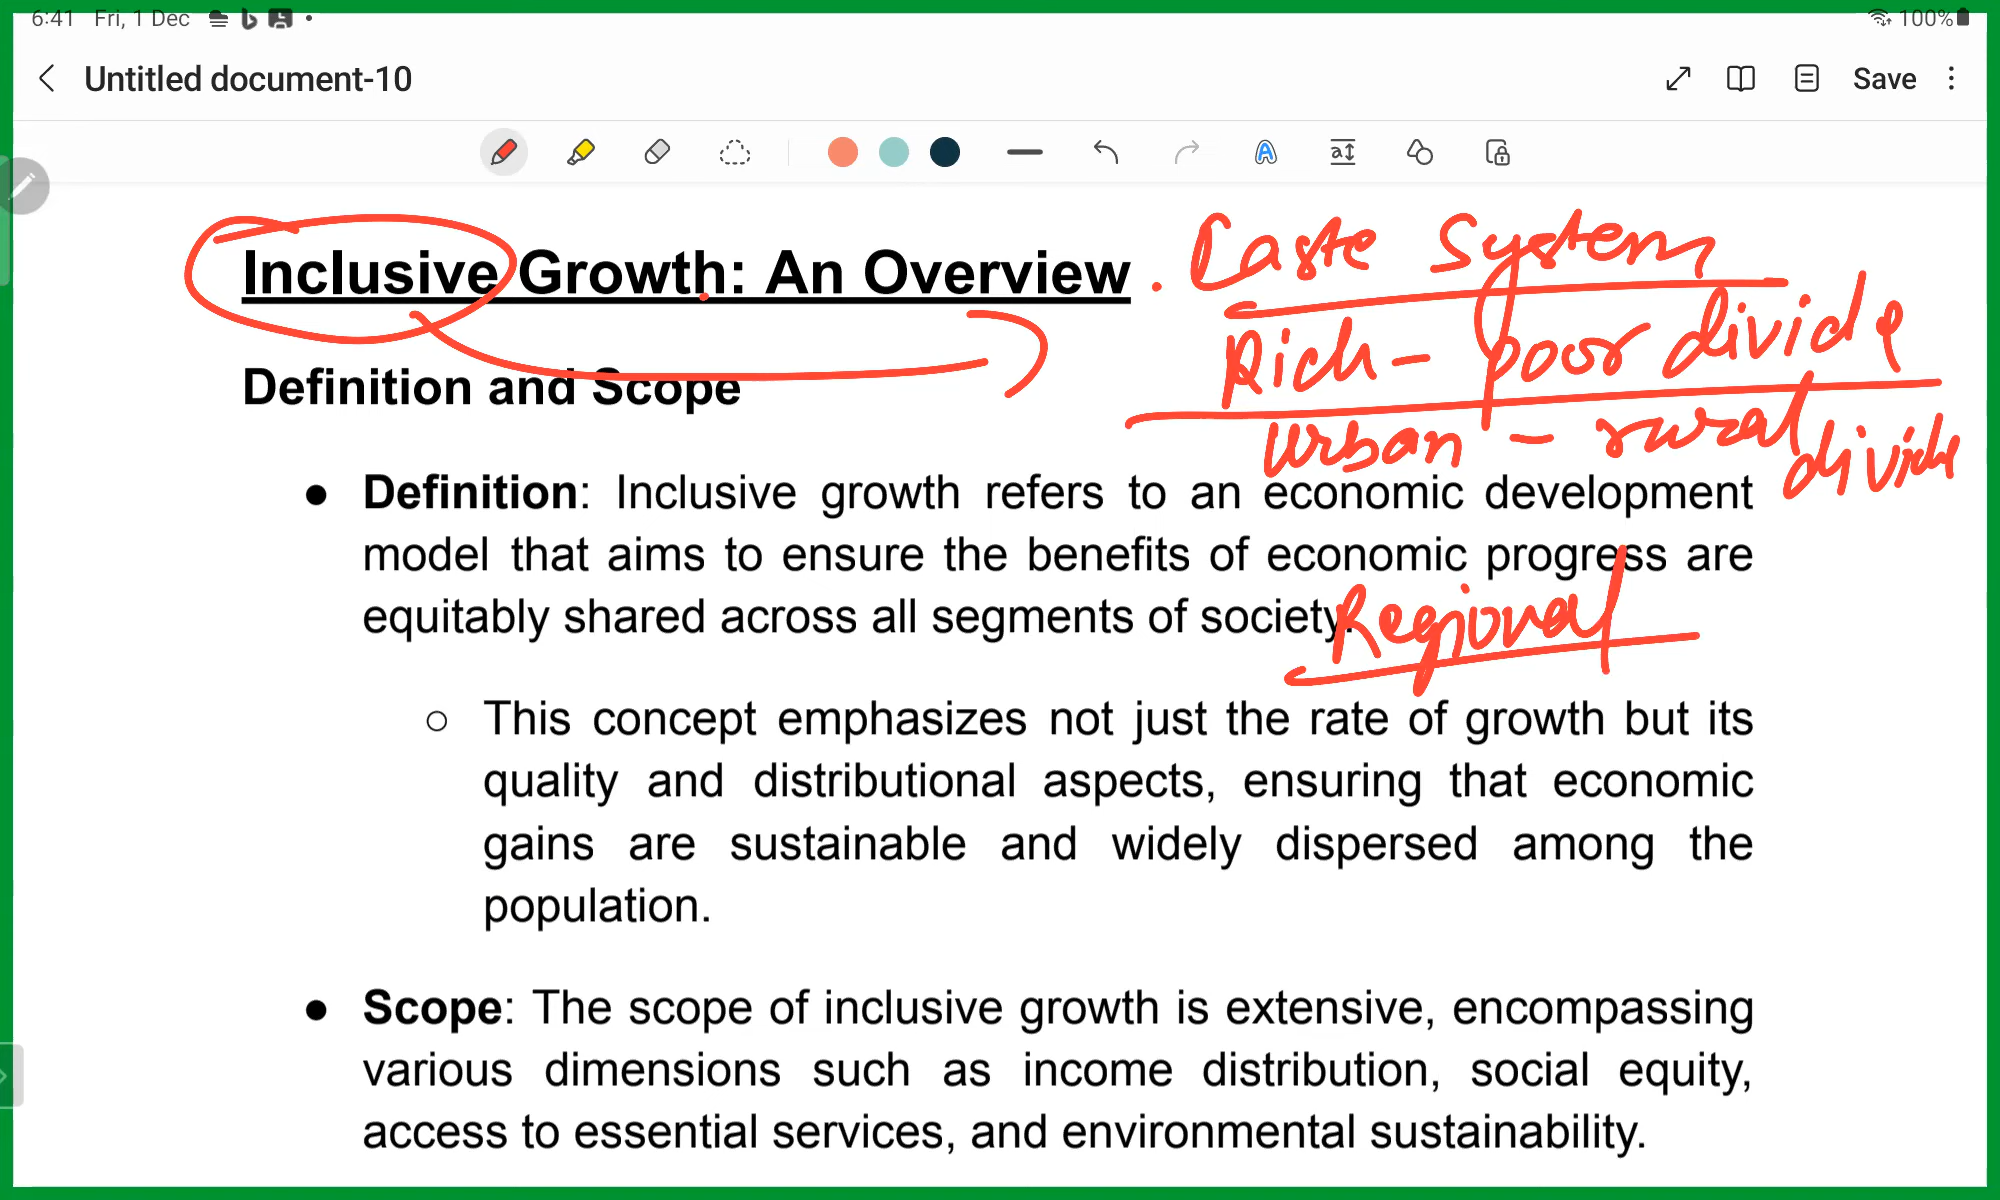 6:41 Fri, 1 Dec
100%
Untitled document-10
Save
Inclusive Growth: An Overview
. Caste System
Rich - poor divide
Urban - rural divide
Definition and Scope
● Definition: Inclusive growth refers to an economic development
model that aims to ensure the benefits of economic progress are
equitably shared across all segments of society.
Regional
○ This concept emphasizes not just the rate of growth but its
quality and distributional aspects, ensuring that economic
gains are sustainable and widely dispersed among the
population.
● Scope: The scope of inclusive growth is extensive, encompassing
various dimensions such as income distribution, social equity,
access to essential services, and environmental sustainability.